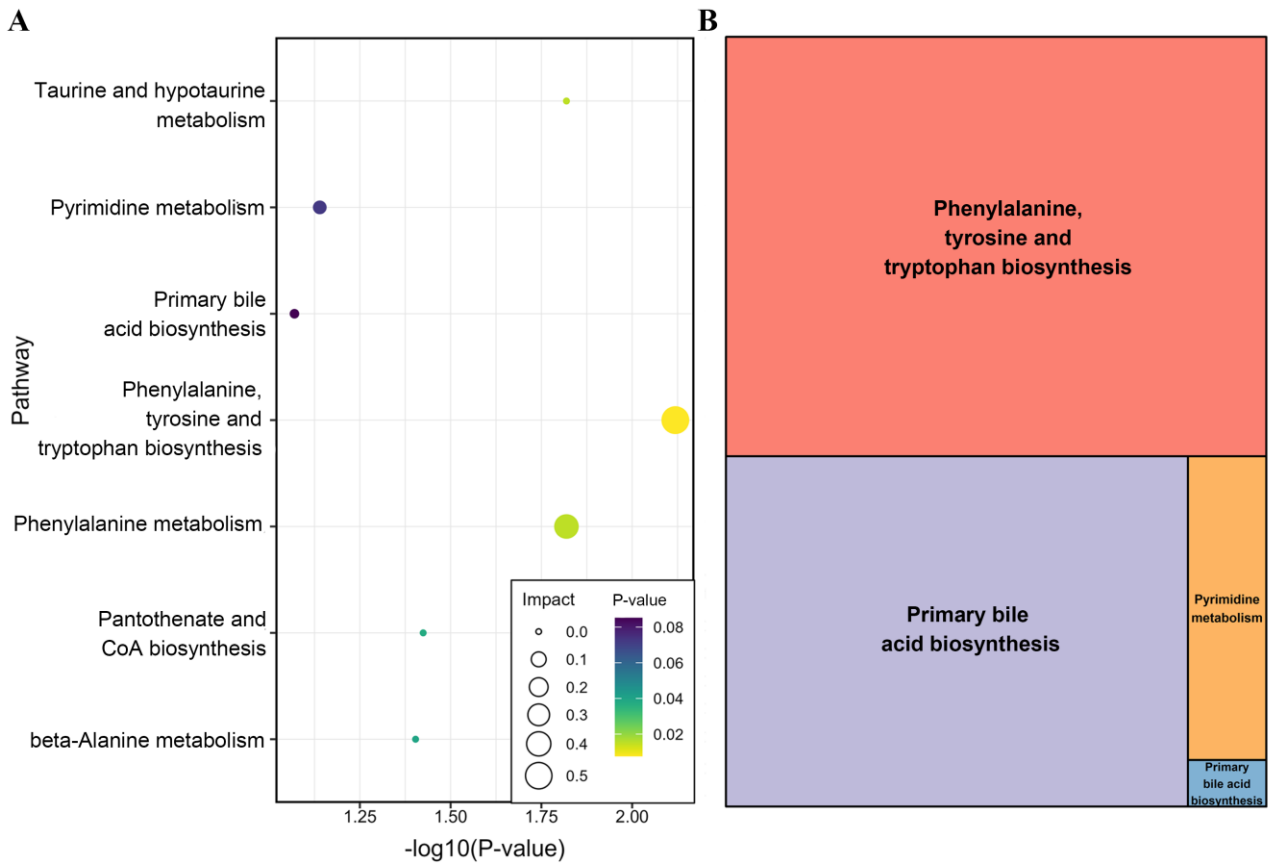 A
B
Taurine and hypotaurine
metabolism
Pyrimidine metabolism
Primary bile
acid biosynthesis
Phenylalanine,
tyrosine and
tryptophan biosynthesis
Phenylalanine metabolism
Pantothenate and
CoA biosynthesis
beta-Alanine metabolism
Pathway
1.25
1.50
1.75
2.00
-log10(P-value)
Impact
0.0
0.1
0.2
0.3
0.4
0.5
P-value
0.08
0.06
0.04
0.02
Phenylalanine,
tyrosine and
tryptophan biosynthesis
Primary bile
acid biosynthesis
Pyrimidine
metabolism
Primary
bile acid
biosynthesis